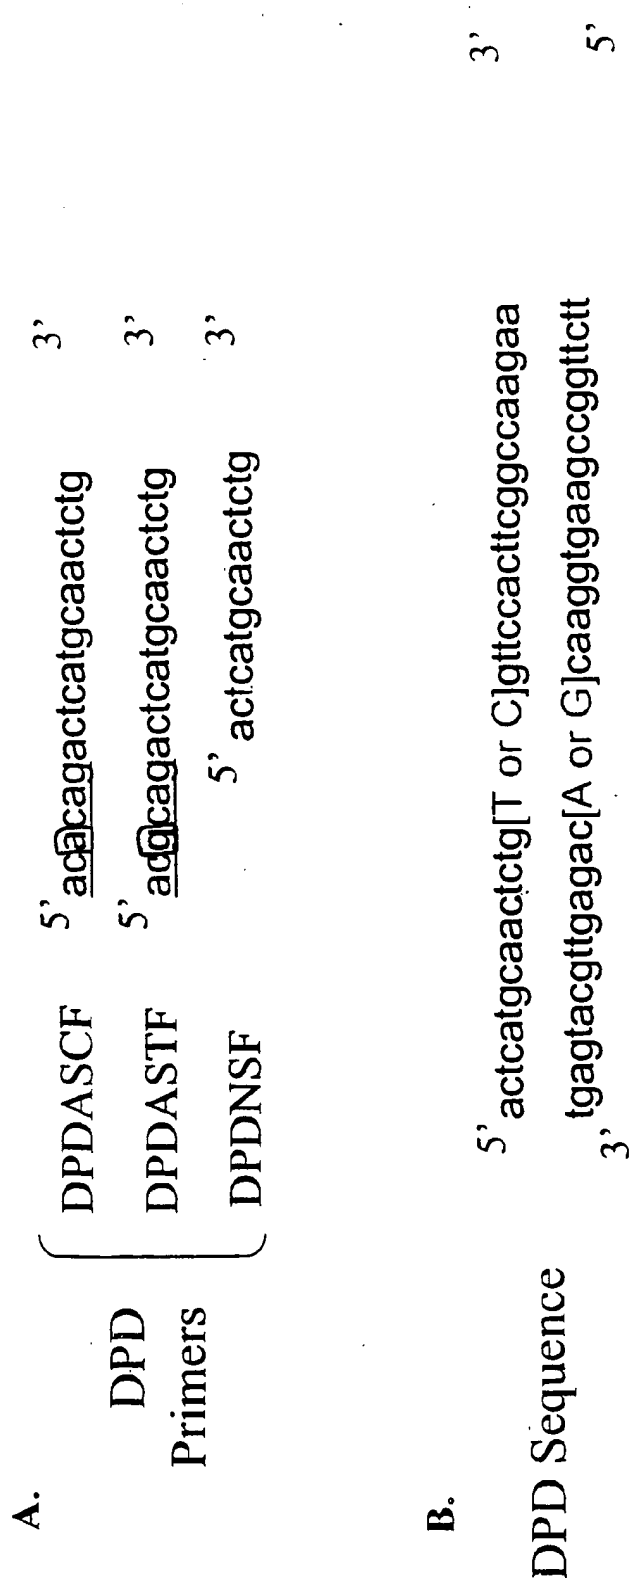 A.
DPD Primers
DPDASCF 5’ acacagactcatgcaactctg 3’
DPDASTF 5’ acgcagactcatgcaactctg 3’
DPDNSF 5’ actcatgcaactctg 3’
B.
DPD Sequence
5’ actcatgcaactctg[T or C]gttccacttcggccaagaa 3’
3’ tgagtacgttgagac[A or G]caaggtgaagccggttctt 5’